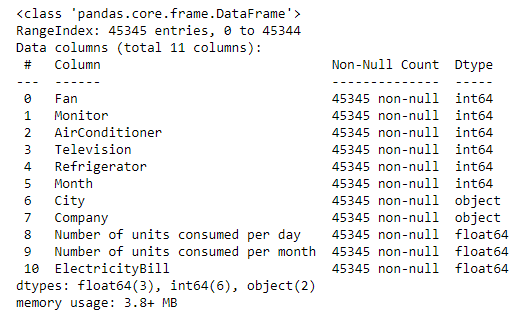 <class 'pandas.core.frame.DataFrame'>
RangeIndex: 45345 entries, 0 to 45344
Data columns (total 11 columns):
 #   Column                             Non-Null Count  Dtype
---  ------                             --------------  -----
 0   Fan                                45345 non-null  int64
 1   Monitor                            45345 non-null  int64
 2   AirConditioner                     45345 non-null  int64
 3   Television                         45345 non-null  int64
 4   Refrigerator                       45345 non-null  int64
 5   Month                              45345 non-null  int64
 6   City                               45345 non-null  object
 7   Company                            45345 non-null  object
 8   Number of units consumed per day   45345 non-null  float64
 9   Number of units consumed per month 45345 non-null  float64
 10  ElectricityBill                    45345 non-null  float64
dtypes: float64(3), int64(6), object(2)
memory usage: 3.8+ MB